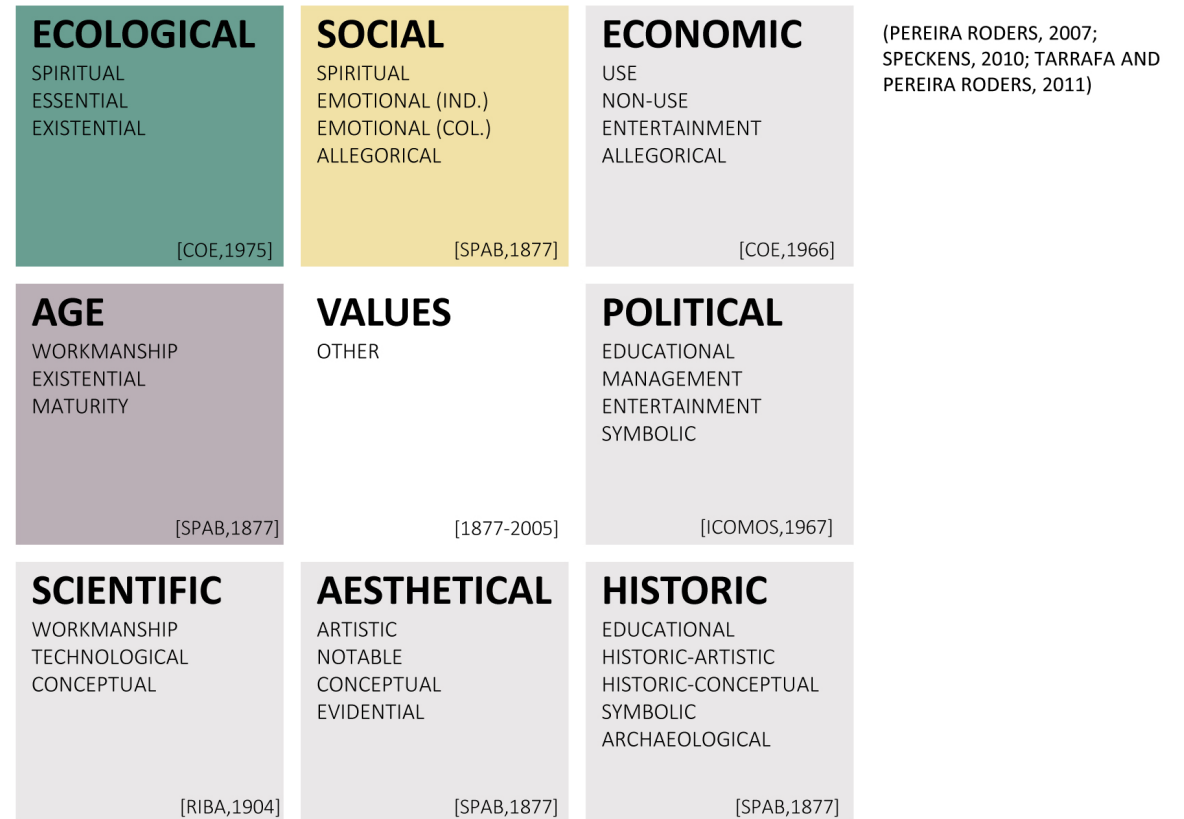 ECOLOGICAL
SPIRITUAL
ESSENTIAL
EXISTENTIAL
[COE,1975]
SOCIAL
SPIRITUAL
EMOTIONAL (IND.)
EMOTIONAL (COL.)
ALLEGORICAL
[SPAB,1877]
ECONOMIC
USE
NON-USE
ENTERTAINMENT
ALLEGORICAL
[COE,1966]
(PEREIRA RODERS, 2007;
SPECKENS, 2010; TARRAFA AND
PEREIRA RODERS, 2011)
AGE
WORKMANSHIP
EXISTENTIAL
MATURITY
[SPAB,1877]
VALUES
OTHER
[1877-2005]
POLITICAL
EDUCATIONAL
MANAGEMENT
ENTERTAINMENT
SYMBOLIC
[ICOMOS,1967]
SCIENTIFIC
WORKMANSHIP
TECHNOLOGICAL
CONCEPTUAL
[RIBA,1904]
AESTHETICAL
ARTISTIC
NOTABLE
CONCEPTUAL
EVIDENTIAL
[SPAB,1877]
HISTORIC
EDUCATIONAL
HISTORIC-ARTISTIC
HISTORIC-CONCEPTUAL
SYMBOLIC
ARCHAEOLOGICAL
[SPAB,1877]